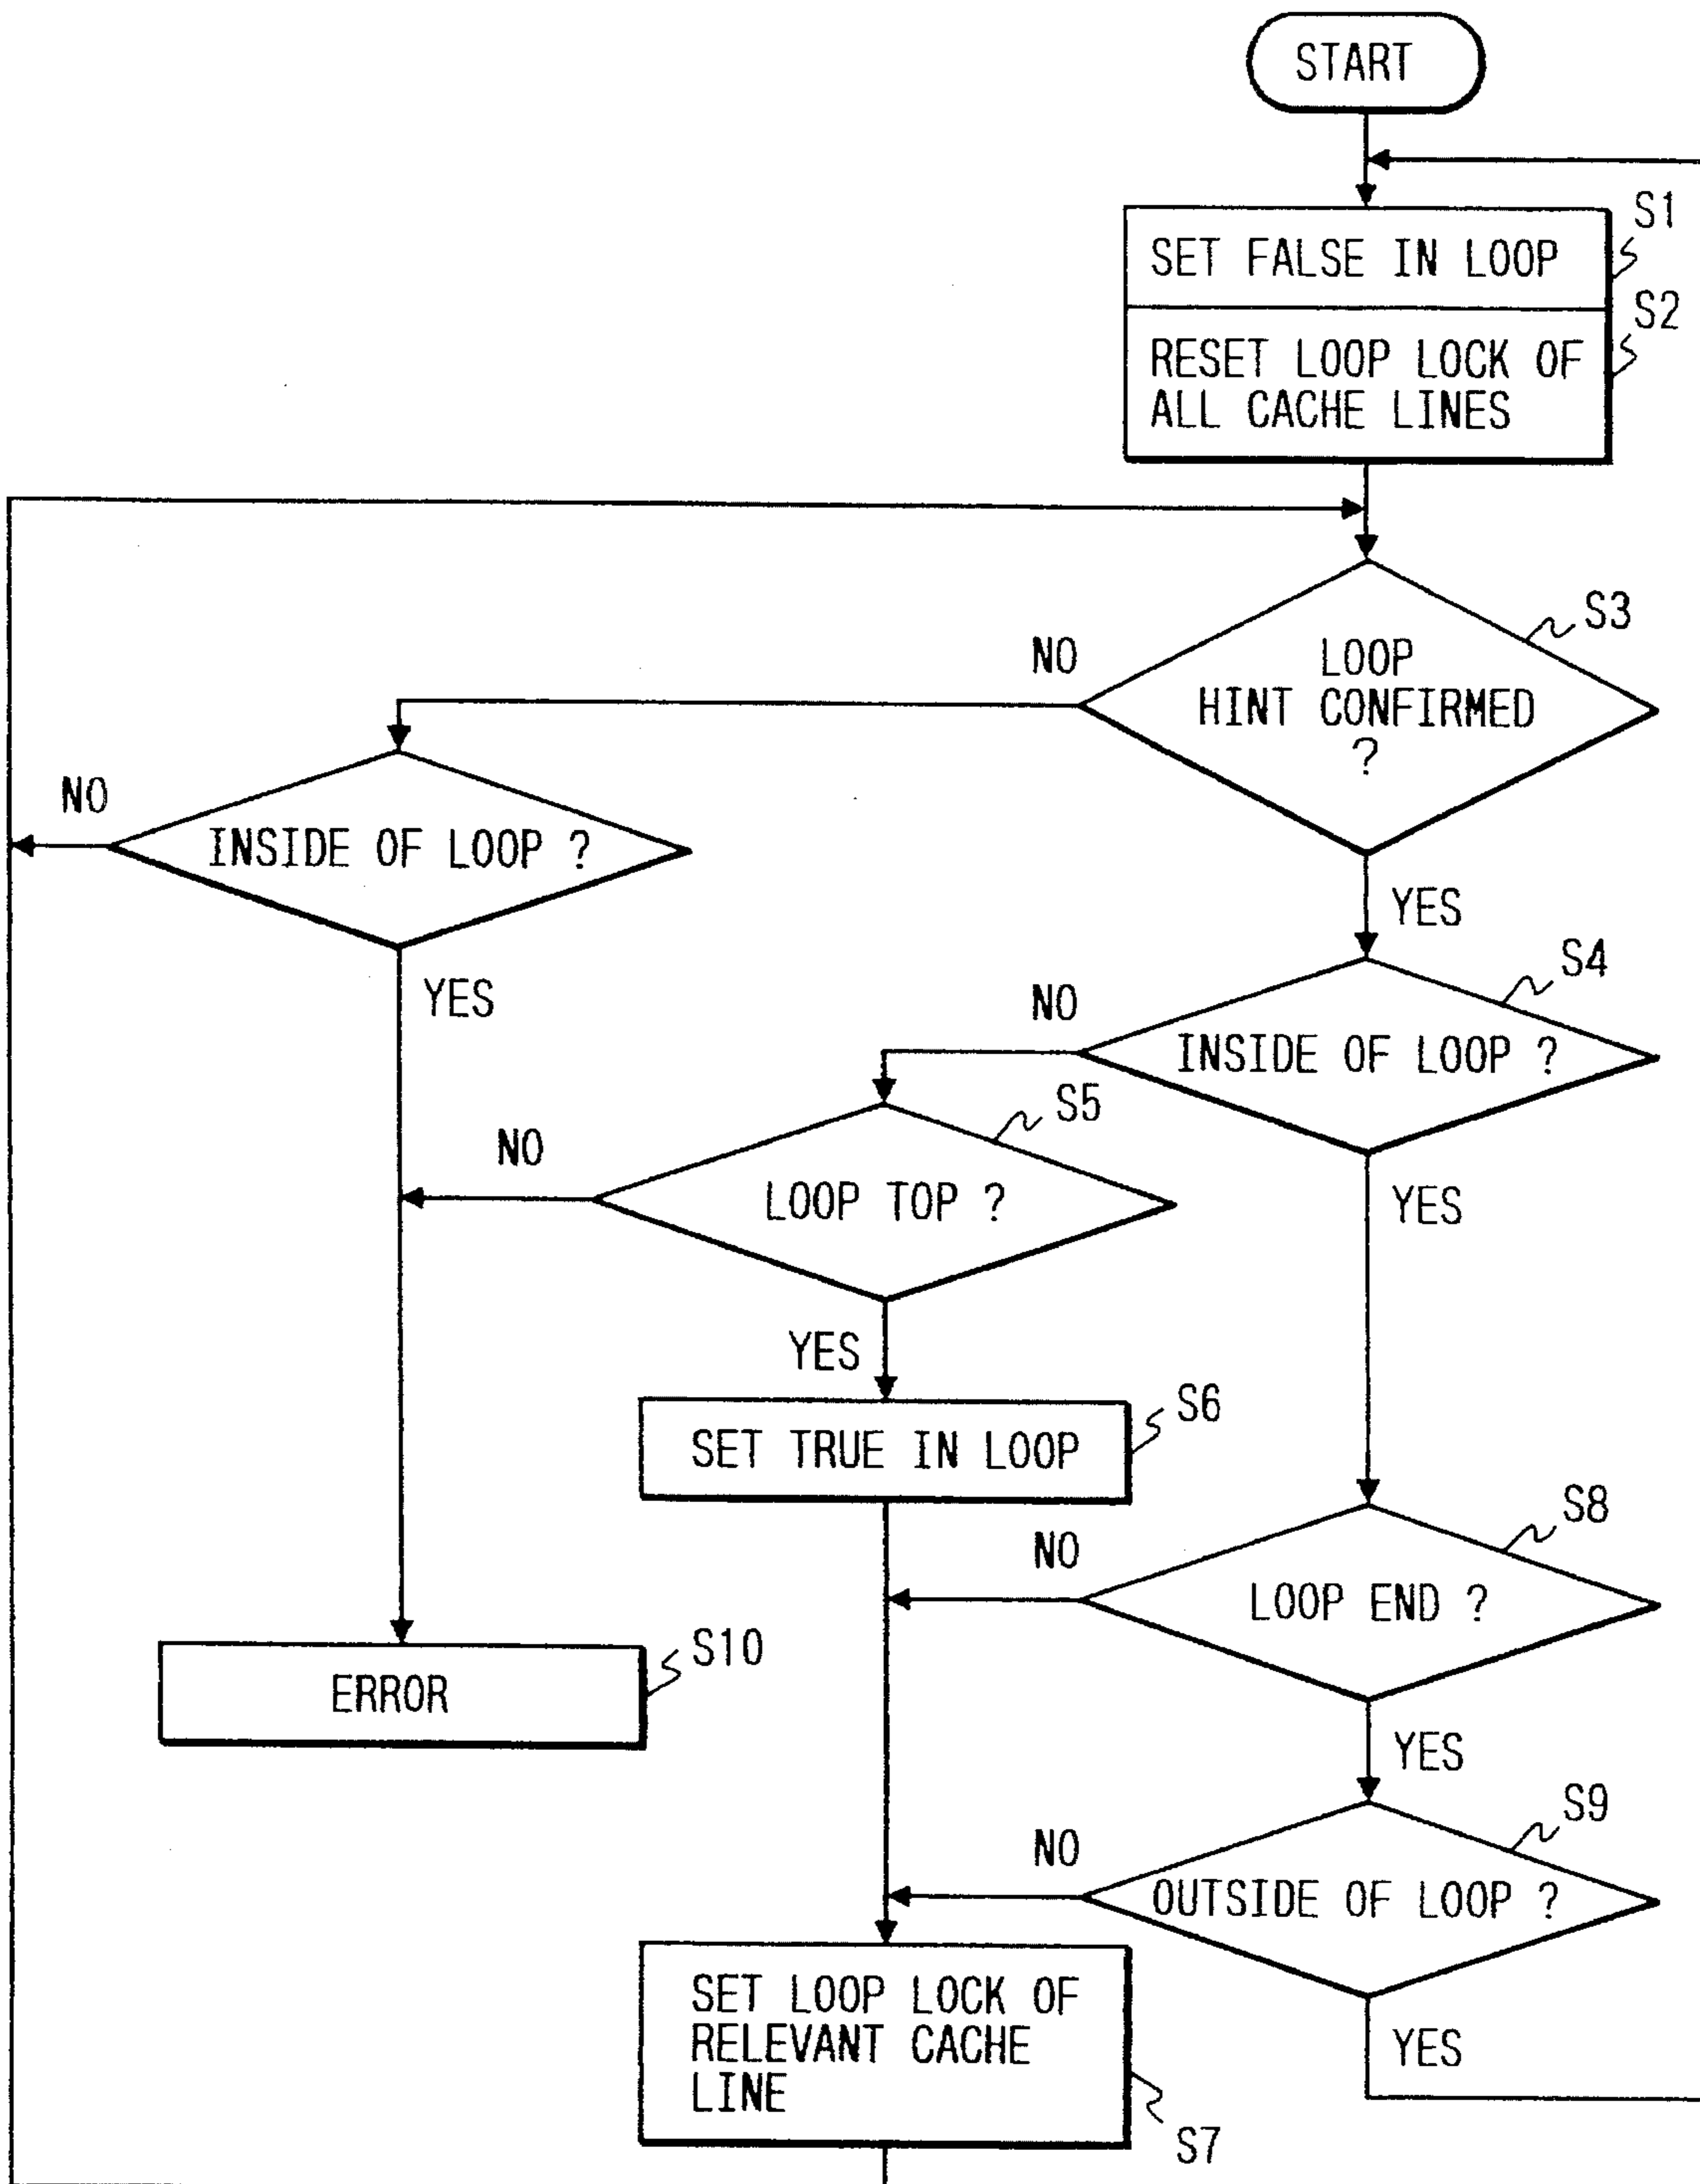 START
S1
SET FALSE IN LOOP
S2
RESET LOOP LOCK OF
ALL CACHE LINES
S3
NO
LOOP
HINT CONFIRMED
?
NO
INSIDE OF LOOP ?
YES
YES
S4
NO
INSIDE OF LOOP ?
S5
NO
LOOP TOP ?
YES
YES
S6
SET TRUE IN LOOP
S8
NO
LOOP END ?
S10
ERROR
YES
S9
NO
OUTSIDE OF LOOP ?
SET LOOP LOCK OF
RELEVANT CACHE
LINE
YES
S7